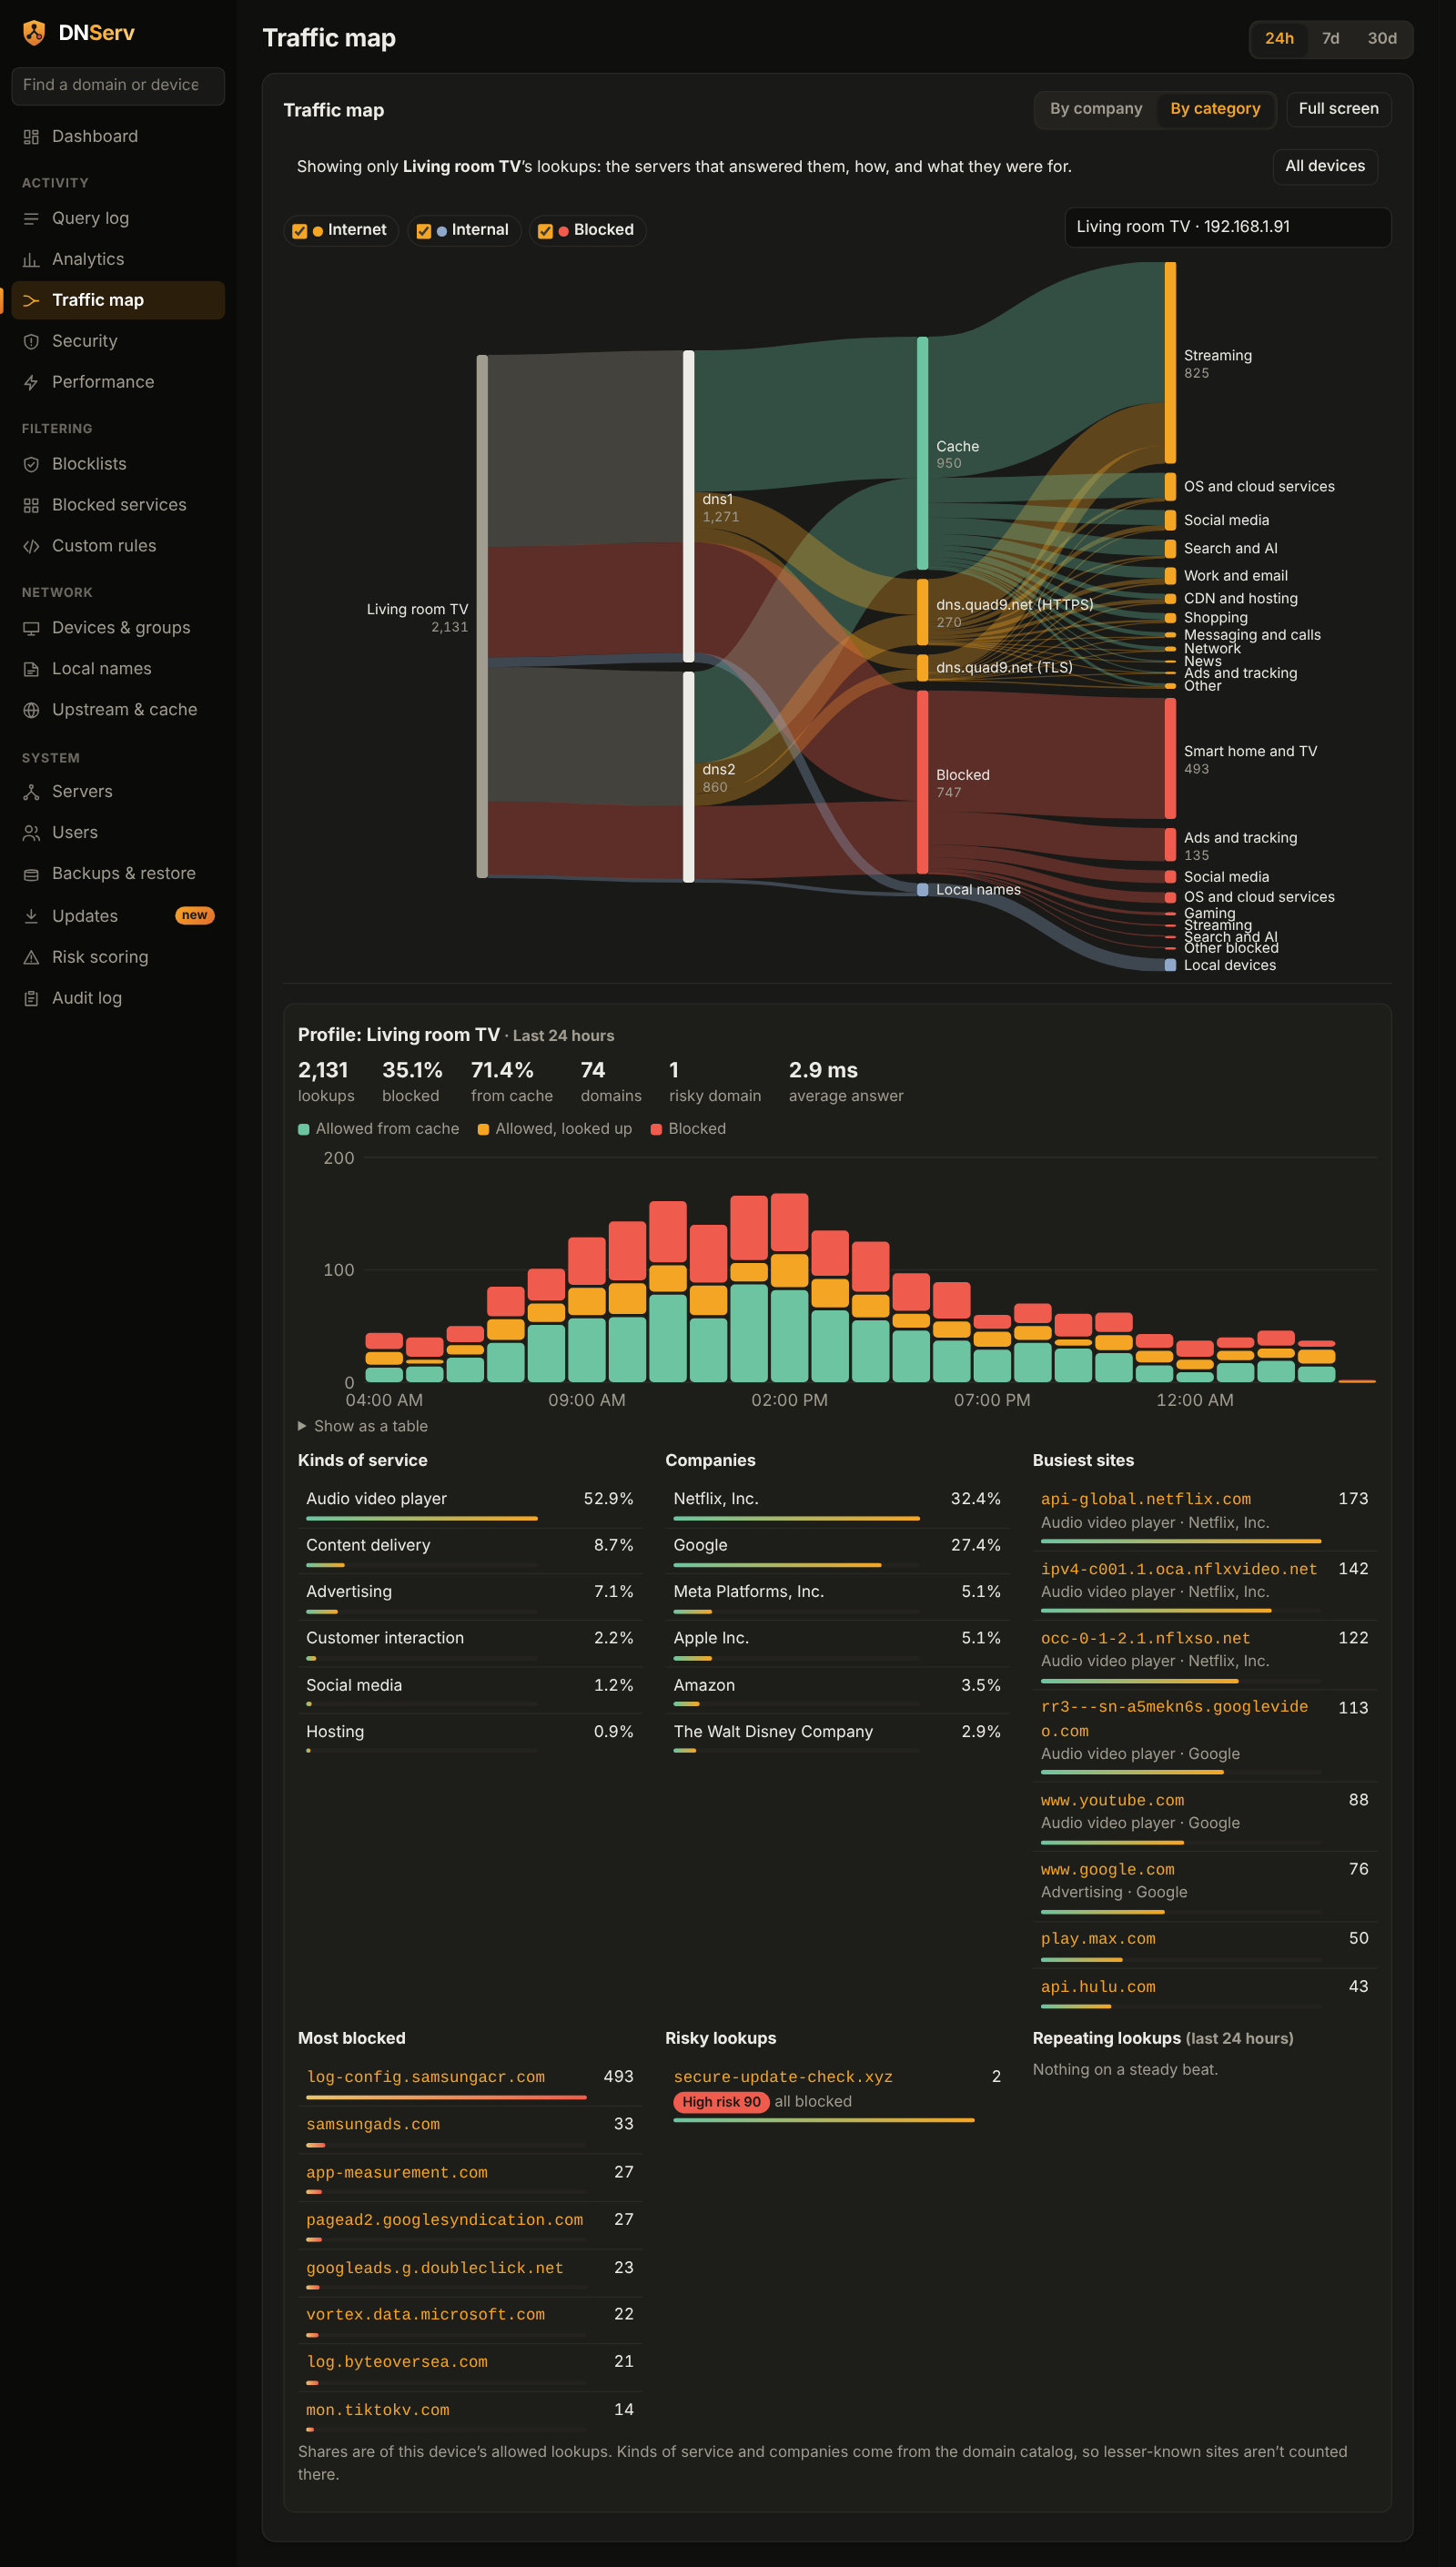 DNServ
Find a domain or device
Dashboard
ACTIVITY
Query log
Analytics
Traffic map
Security
Performance
FILTERING
Blocklists
Blocked services
Custom rules
NETWORK
Devices & groups
Local names
Upstream & cache
SYSTEM
Servers
Users
Backups & restore
Updates new
Risk scoring
Audit log
Traffic map
24h 7d 30d
Traffic map
By company By category Full screen
Showing only Living room TV's lookups: the servers that answered them, how, and what they were for.
All devices
Internet Internal Blocked
Living room TV · 192.168.1.91
Living room TV
2,131
dns1
1,271
dns2
860
Cache
950
dns.quad9.net (HTTPS)
270
dns.quad9.net (TLS)
Blocked
747
Local names
Streaming
825
OS and cloud services
Social media
Search and AI
Work and email
CDN and hosting
Shopping
Messaging and calls
Network
News
Ads and tracking
Other
Smart home and TV
493
Ads and tracking
135
Social media
OS and cloud services
Gaming
Streaming
Search and AI
Other blocked
Local devices
Profile: Living room TV · Last 24 hours
2,131 35.1% 71.4% 74 1 2.9 ms
lookups blocked from cache domains risky domain average answer
Allowed from cache Allowed, looked up Blocked
200
100
0
04:00 AM 09:00 AM 02:00 PM 07:00 PM 12:00 AM
Show as a table
Kinds of service
Audio video player 52.9%
Content delivery 8.7%
Advertising 7.1%
Customer interaction 2.2%
Social media 1.2%
Hosting 0.9%
Companies
Netflix, Inc. 32.4%
Google 27.4%
Meta Platforms, Inc. 5.1%
Apple Inc. 5.1%
Amazon 3.5%
The Walt Disney Company 2.9%
Busiest sites
api-global.netflix.com 173
Audio video player · Netflix, Inc.
ipv4-c001.1.oca.nflxvideo.net 142
Audio video player · Netflix, Inc.
occ-0-1-2.1.nflxso.net 122
Audio video player · Netflix, Inc.
rr3---sn-a5mekn6s.googlevide 113
o.com
Audio video player · Google
www.youtube.com 88
Audio video player · Google
www.google.com 76
Advertising · Google
play.max.com 50
api.hulu.com 43
Most blocked
log-config.samsungacr.com 493
samsungads.com 33
app-measurement.com 27
pagead2.googlesyndication.com 27
googleads.g.doubleclick.net 23
vortex.data.microsoft.com 22
log.byteoversea.com 21
mon.tiktokv.com 14
Risky lookups
secure-update-check.xyz 2
High risk 90 all blocked
Repeating lookups (last 24 hours)
Nothing on a steady beat.
Shares are of this device's allowed lookups. Kinds of service and companies come from the domain catalog, so lesser-known sites aren't counted
there.